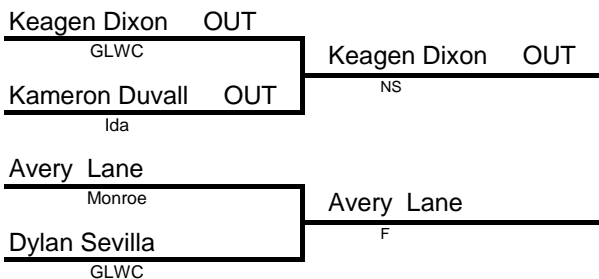 Keagen Dixon OUT
GLWC
Keagen Dixon OUT
NS
Kameron Duvall OUT
Ida
Avery Lane
Monroe
Avery Lane
F
Dylan Sevilla
GLWC